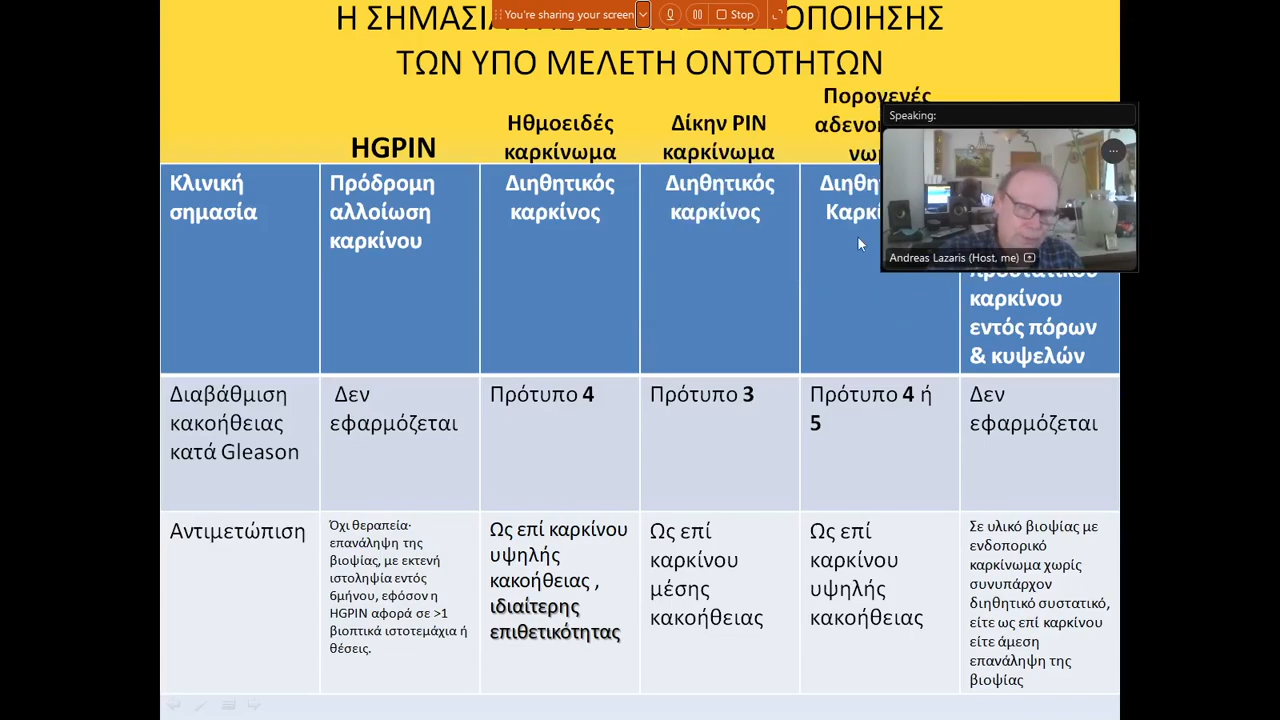 Η ΣΗΜΑΣΙΑ
ΤΩΝ ΥΠΟ ΜΕΛΕΤΗ ΟΝΤΟΤΗΤΩΝ
You're sharing your screen
Stop
HGPIN
Ηθμοειδές
καρκίνωμα
Δίκην PIN
καρκίνωμα
Πορογενές
Speaking:
Andreas Lazaris (Host, me)
Κλινική
σημασία
Πρόδρομη
αλλοίωση
καρκίνου
Διηθητικός
καρκίνος
Διηθητικός
καρκίνος
καρκίνου
εντός πόρων
& κυψελών
Διαβάθμιση
κακοήθειας
κατά Gleason
Δεν
εφαρμόζεται
Πρότυπο 4
Πρότυπο 3
Πρότυπο 4 ή
5
Δεν
εφαρμόζεται
Αντιμετώπιση
Όχι θεραπεία·
επανάληψη της
βιοψίας, με εκτενή
ιστοληψία εντός
6μήνου, εφόσον η
HGPIN αφορά σε >1
βιοπτικά ιστοτεμάχια ή
θέσεις.
Ως επί καρκίνου
υψηλής
κακοήθειας ,
ιδιαίτερης
επιθετικότητας
Ως επί
καρκίνου
μέσης
κακοήθειας
Ως επί
καρκίνου
υψηλής
κακοήθειας
Σε υλικό βιοψίας με
ενδοπορικό
καρκίνωμα χωρίς
συνυπάρχον
διηθητικό συστατικό,
είτε ως επί καρκίνου
είτε άμεση
επανάληψη της
βιοψίας